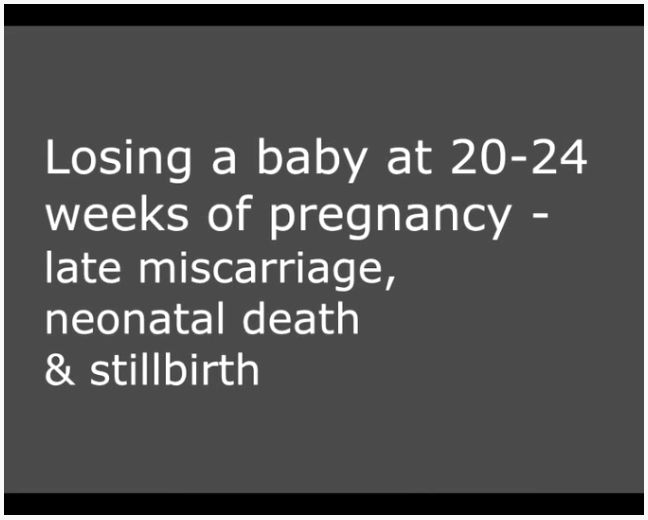 Losing a baby at 20-24
weeks of pregnancy -
late miscarriage,
neonatal death
& stillbirth